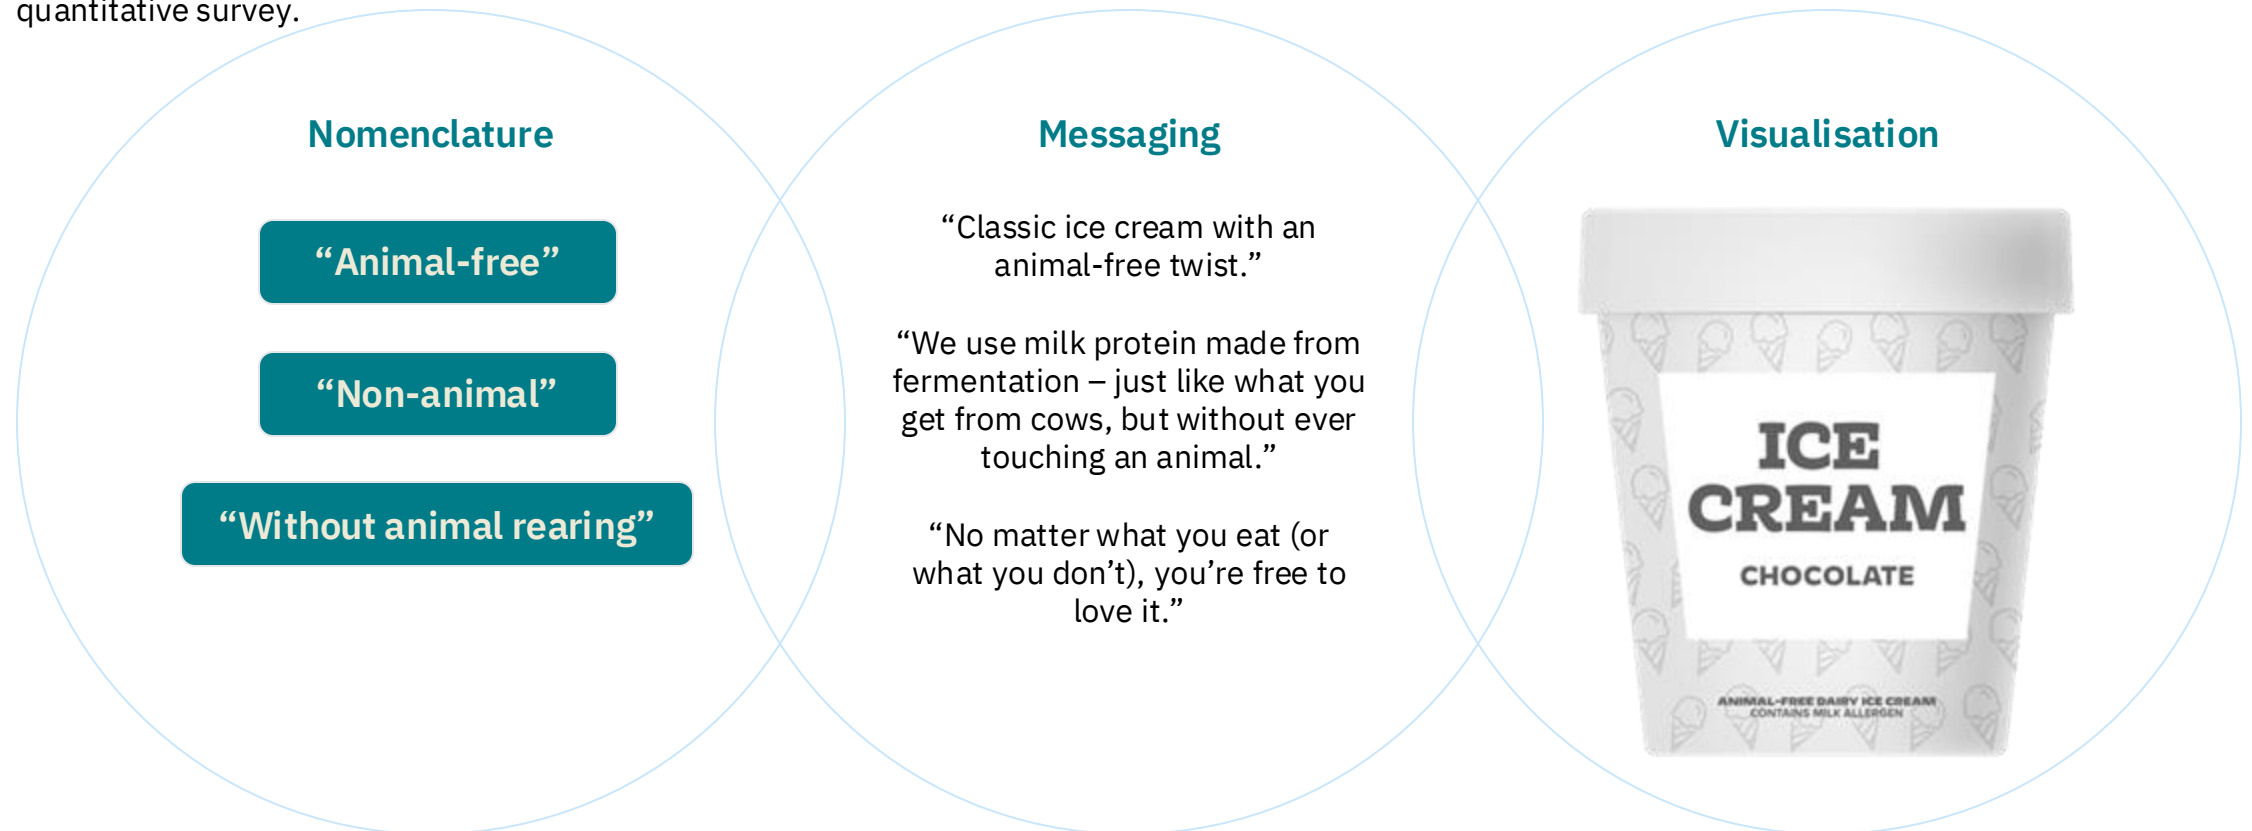 quantitative survey.
Nomenclature
“Animal-free”
“Non-animal”
“Without animal rearing”
Messaging
“Classic ice cream with an
animal-free twist.”
“We use milk protein made from
fermentation – just like what you
get from cows, but without ever
touching an animal.”
“No matter what you eat (or
what you don’t), you’re free to
love it.”
Visualisation
ICE
CREAM
CHOCOLATE
ANIMAL-FREE DAIRY ICE CREAM
CONTAINS MILK ALLERGEN